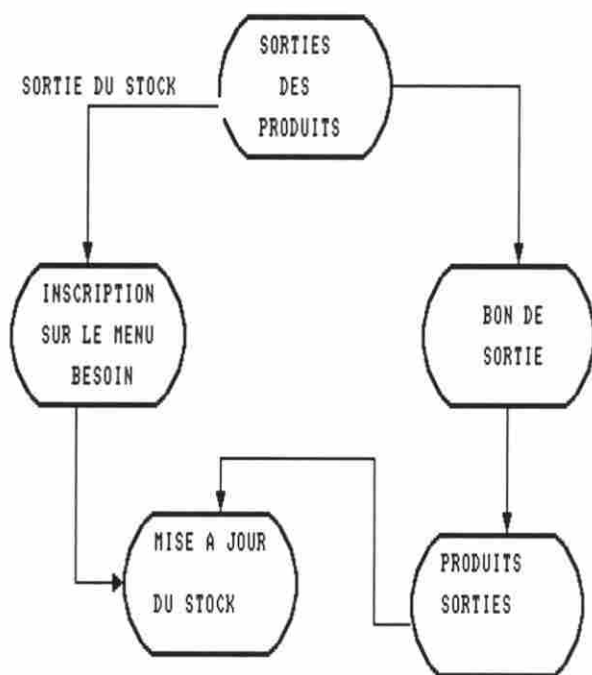 SORTIES
DES
PRODUITS
SORTIE DU STOCK
INSCRIPTION
SUR LE MENU
BESOIN
BON DE
SORTIE
MISE A JOUR
DU STOCK
PRODUITS
SORTIES